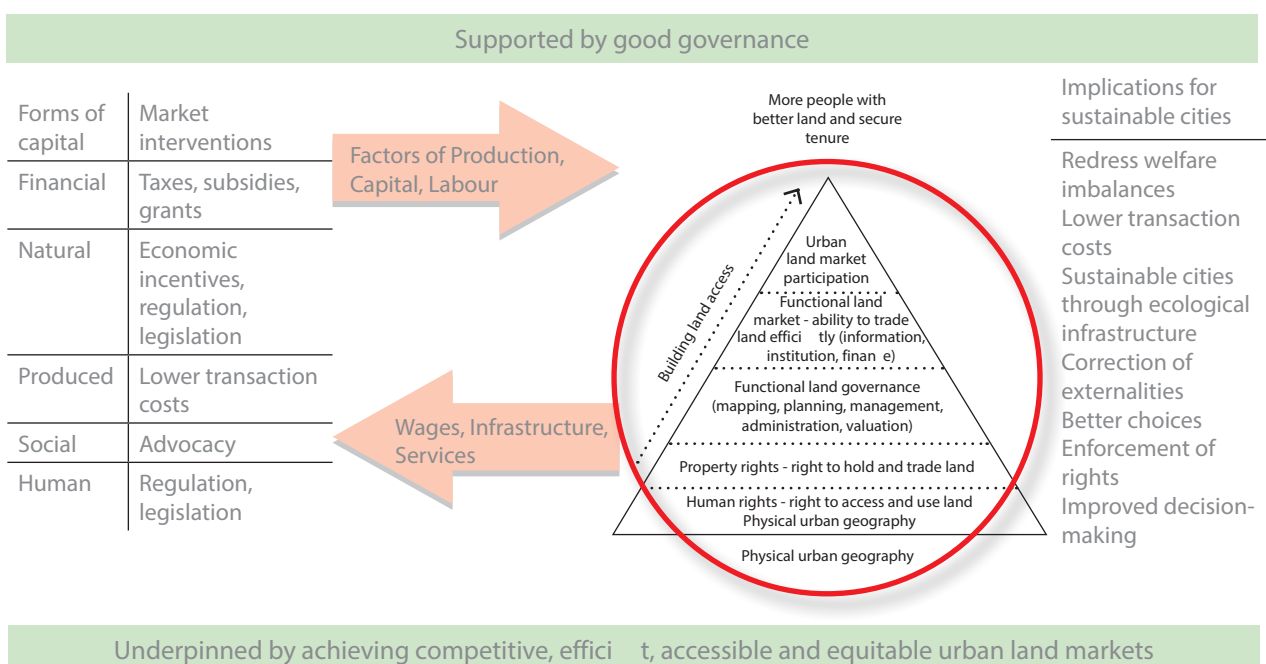 Supported by good governance
Forms of capital
Market interventions
Financial
Taxes, subsidies, grants
Natural
Economic incentives, regulation, legislation
Produced
Lower transaction costs
Social
Advocacy
Human
Regulation, legislation
Factors of Production,
Capital, Labour
Wages, Infrastructure,
Services
More people with
better land and secure
tenure
Building land access
Urban
land market
participation
Functional land
market - ability to trade
land effici tly (information,
institution, finan e)
Functional land governance
(mapping, planning, management,
administration, valuation)
Property rights - right to hold and trade land
Human rights - right to access and use land
Physical urban geography
Physical urban geography
Implications for
sustainable cities
Redress welfare
imbalances
Lower transaction
costs
Sustainable cities
through ecological
infrastructure
Correction of
externalities
Better choices
Enforcement of
rights
Improved decision-
making
Underpinned by achieving competitive, effici t, accessible and equitable urban land markets